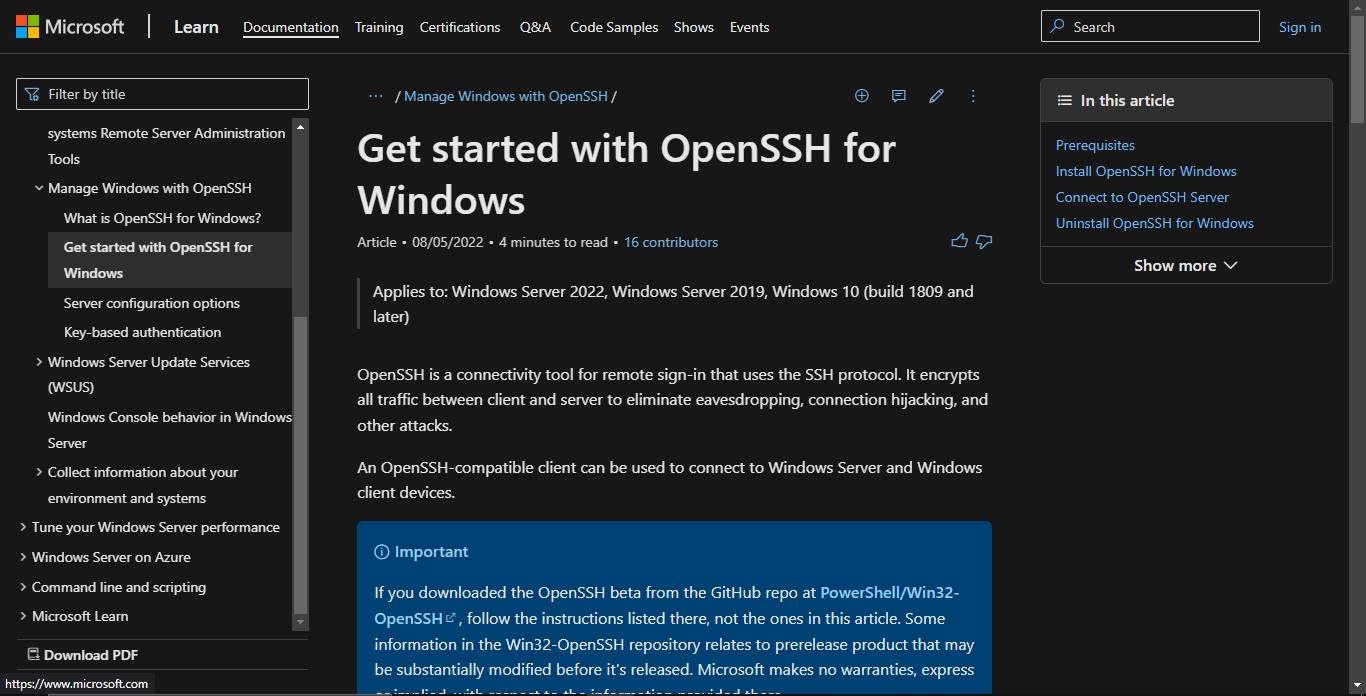 Microsoft
Learn
Documentation
Training
Certifications
Q&A
Code Samples
Shows
Events
Search
Sign in
Filter by title
systems Remote Server Administration
Tools
Manage Windows with OpenSSH
What is OpenSSH for Windows?
Get started with OpenSSH for
Windows
Server configuration options
Key-based authentication
Windows Server Update Services
(WSUS)
Windows Console behavior in Windows
Server
Collect information about your
environment and systems
Tune your Windows Server performance
Windows Server on Azure
Command line and scripting
Microsoft Learn
Download PDF
https://www.microsoft.com
··· / Manage Windows with OpenSSH /
Get started with OpenSSH for
Windows
Article • 08/05/2022 • 4 minutes to read • 16 contributors
Applies to: Windows Server 2022, Windows Server 2019, Windows 10 (build 1809 and
later)
OpenSSH is a connectivity tool for remote sign-in that uses the SSH protocol. It encrypts
all traffic between client and server to eliminate eavesdropping, connection hijacking, and
other attacks.
An OpenSSH-compatible client can be used to connect to Windows Server and Windows
client devices.
Important
If you downloaded the OpenSSH beta from the GitHub repo at PowerShell/Win32-
OpenSSH , follow the instructions listed there, not the ones in this article. Some
information in the Win32-OpenSSH repository relates to prerelease product that may
be substantially modified before it's released. Microsoft makes no warranties, express
or implied, with respect to the information provided there.
In this article
Prerequisites
Install OpenSSH for Windows
Connect to OpenSSH Server
Uninstall OpenSSH for Windows
Show more